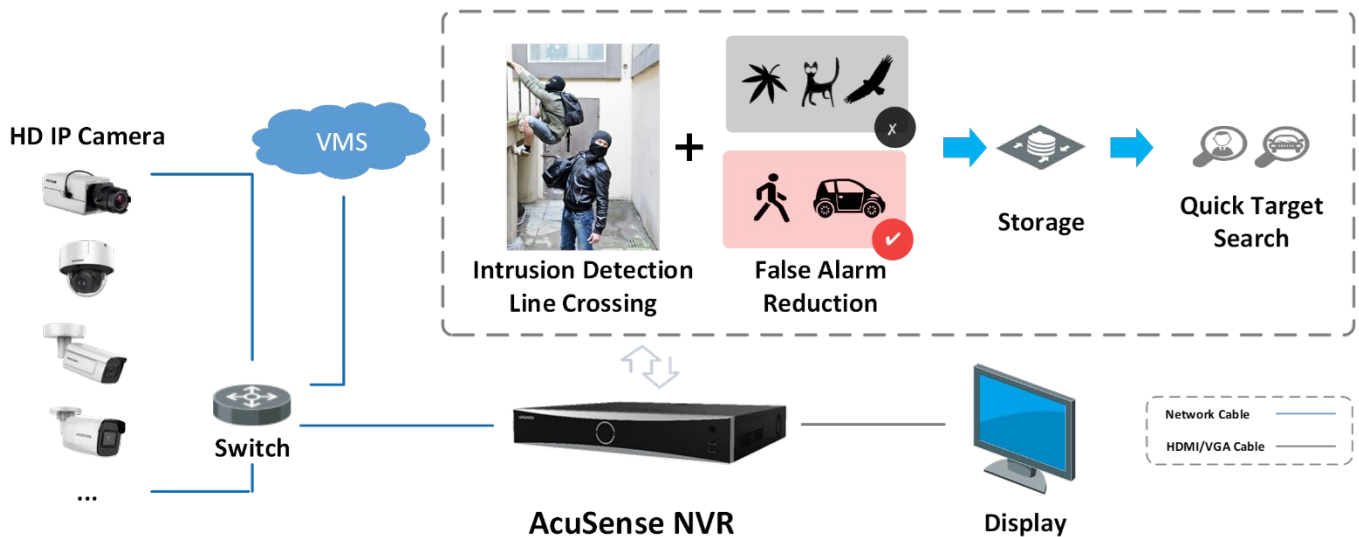 HD IP Camera
...
VMS
Switch
Intrusion Detection
Line Crossing
+
False Alarm
Reduction
Storage
Quick Target
Search
AcuSense NVR
Display
Network Cable
HDMI/VGA Cable